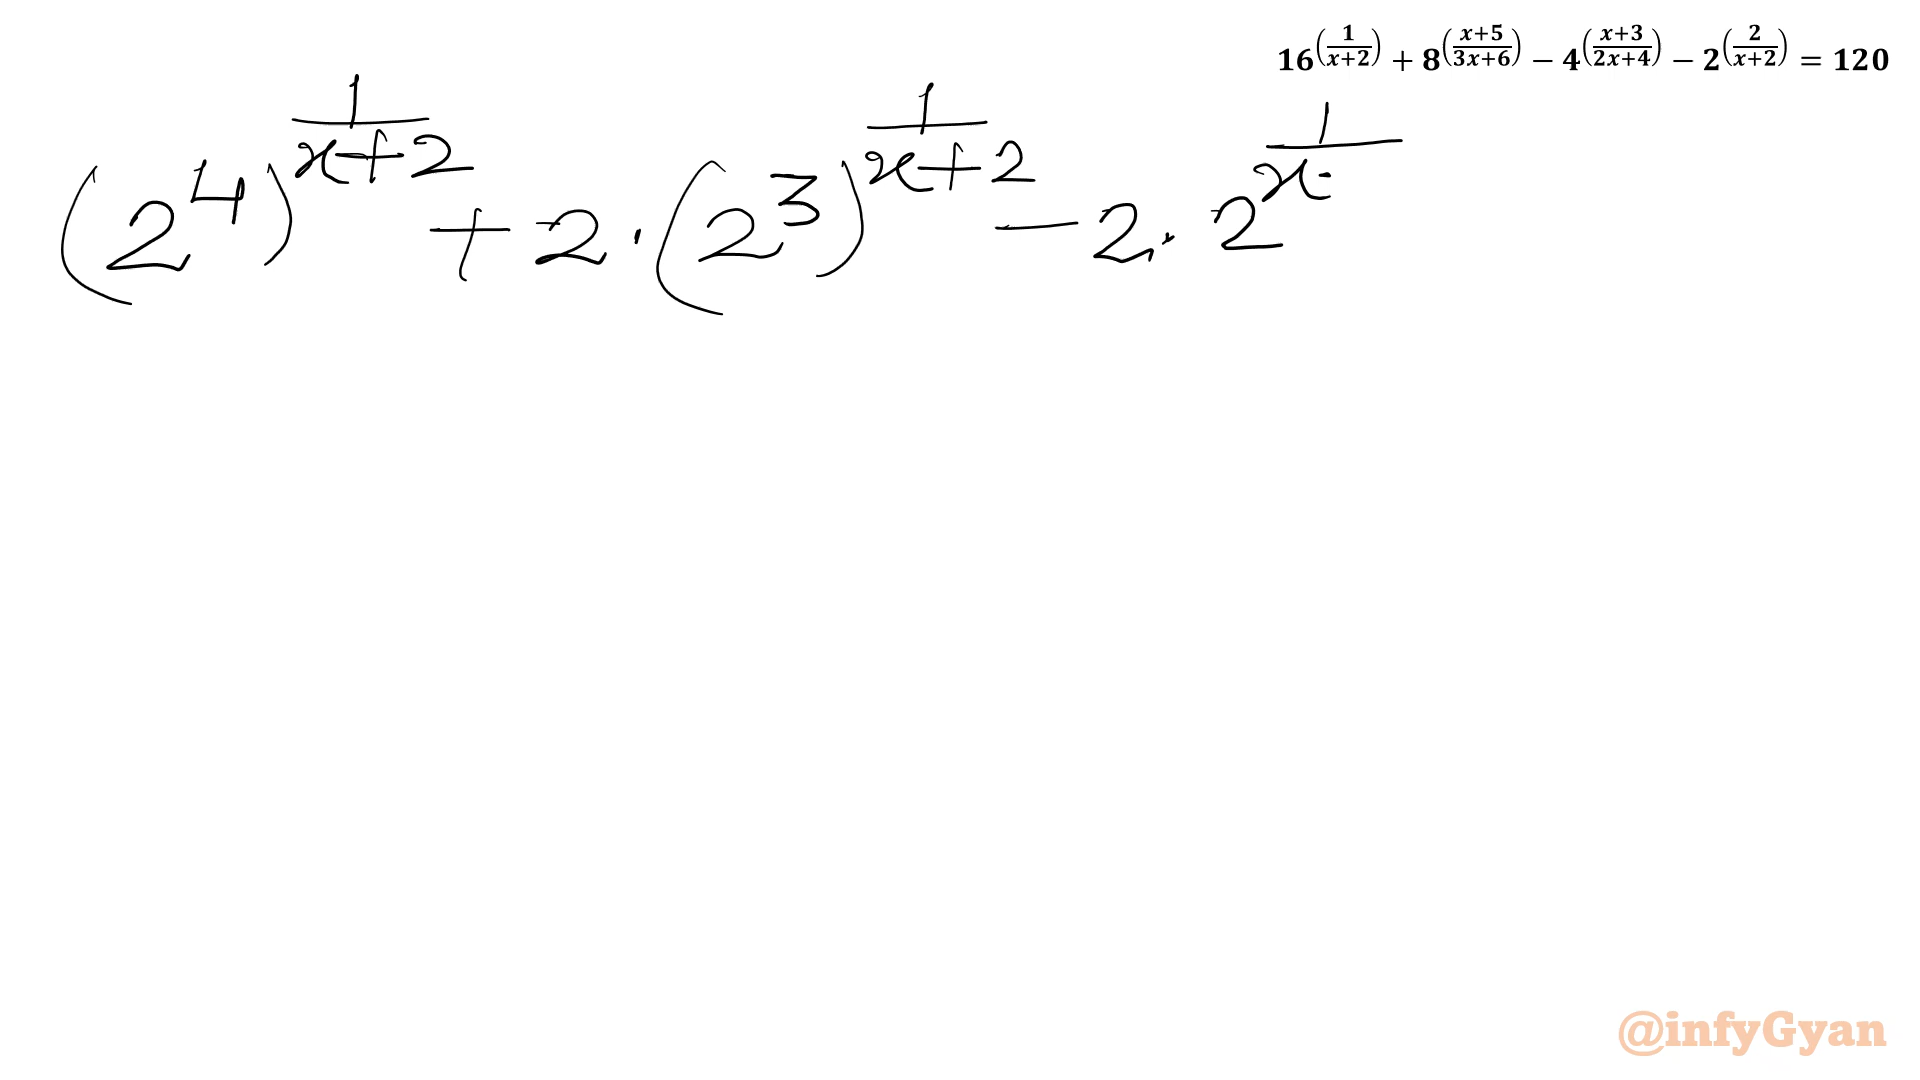 16^(1/(x+2)) + 8^((x+5)/(3x+6)) − 4^((x+3)/(2x+4)) − 2^(2/(x+2)) = 120
(2^4)^(1/(x+2)) + 2 · (2^3)^(1/(x+2)) − 2 · 2^(1/x
@infyGyan